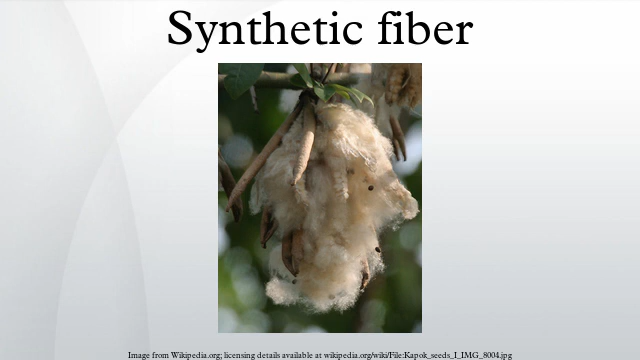 Synthetic fiber
Image from Wikipedia.org; licensing details available at wikipedia.org/wiki/File:Kapok_seeds_I_IMG_8004.jpg